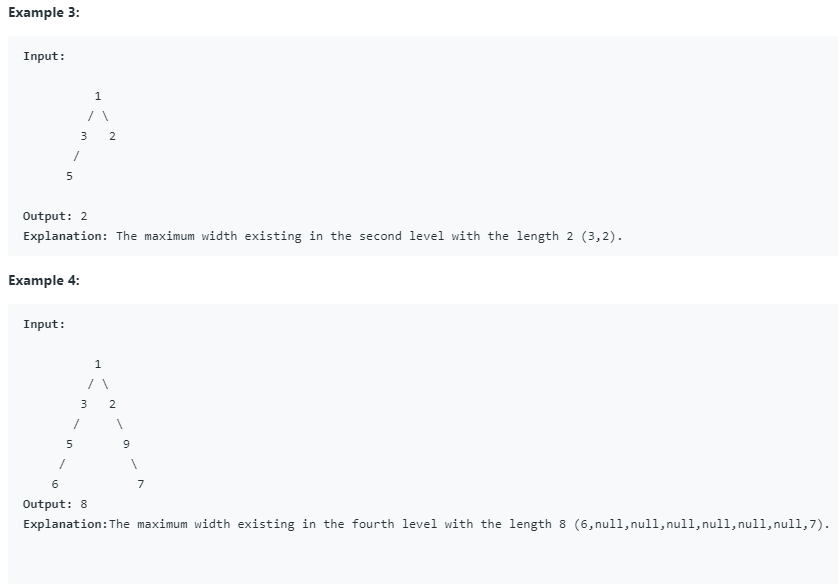 Example 3:
Input:
1
/ \
3 2
/
5
Output: 2
Explanation: The maximum width existing in the second level with the length 2 (3,2).
Example 4:
Input:
1
/ \
3 2
/ \
5 9
/ \
6 7
Output: 8
Explanation:The maximum width existing in the fourth level with the length 8 (6,null,null,null,null,null,null,7).